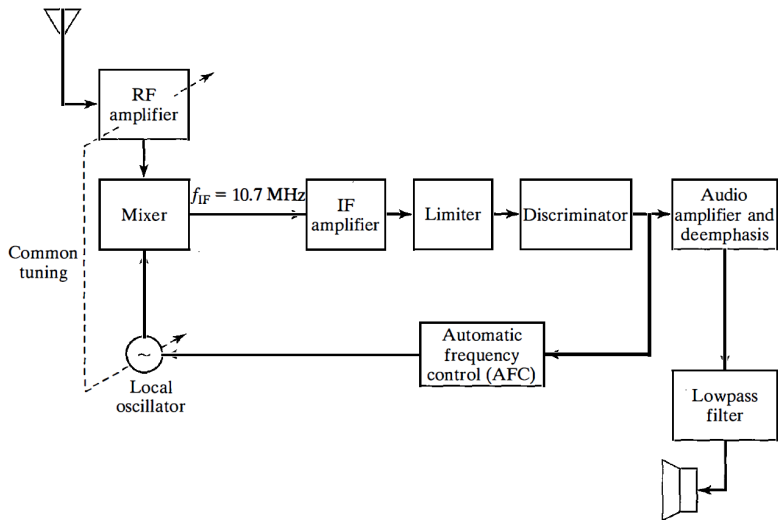 RF
amplifier
Mixer
f_IF = 10.7 MHz
IF
amplifier
Limiter
Discriminator
Audio
amplifier and
deemphasis
Common
tuning
~
Local
oscillator
Automatic
frequency
control (AFC)
Lowpass
filter